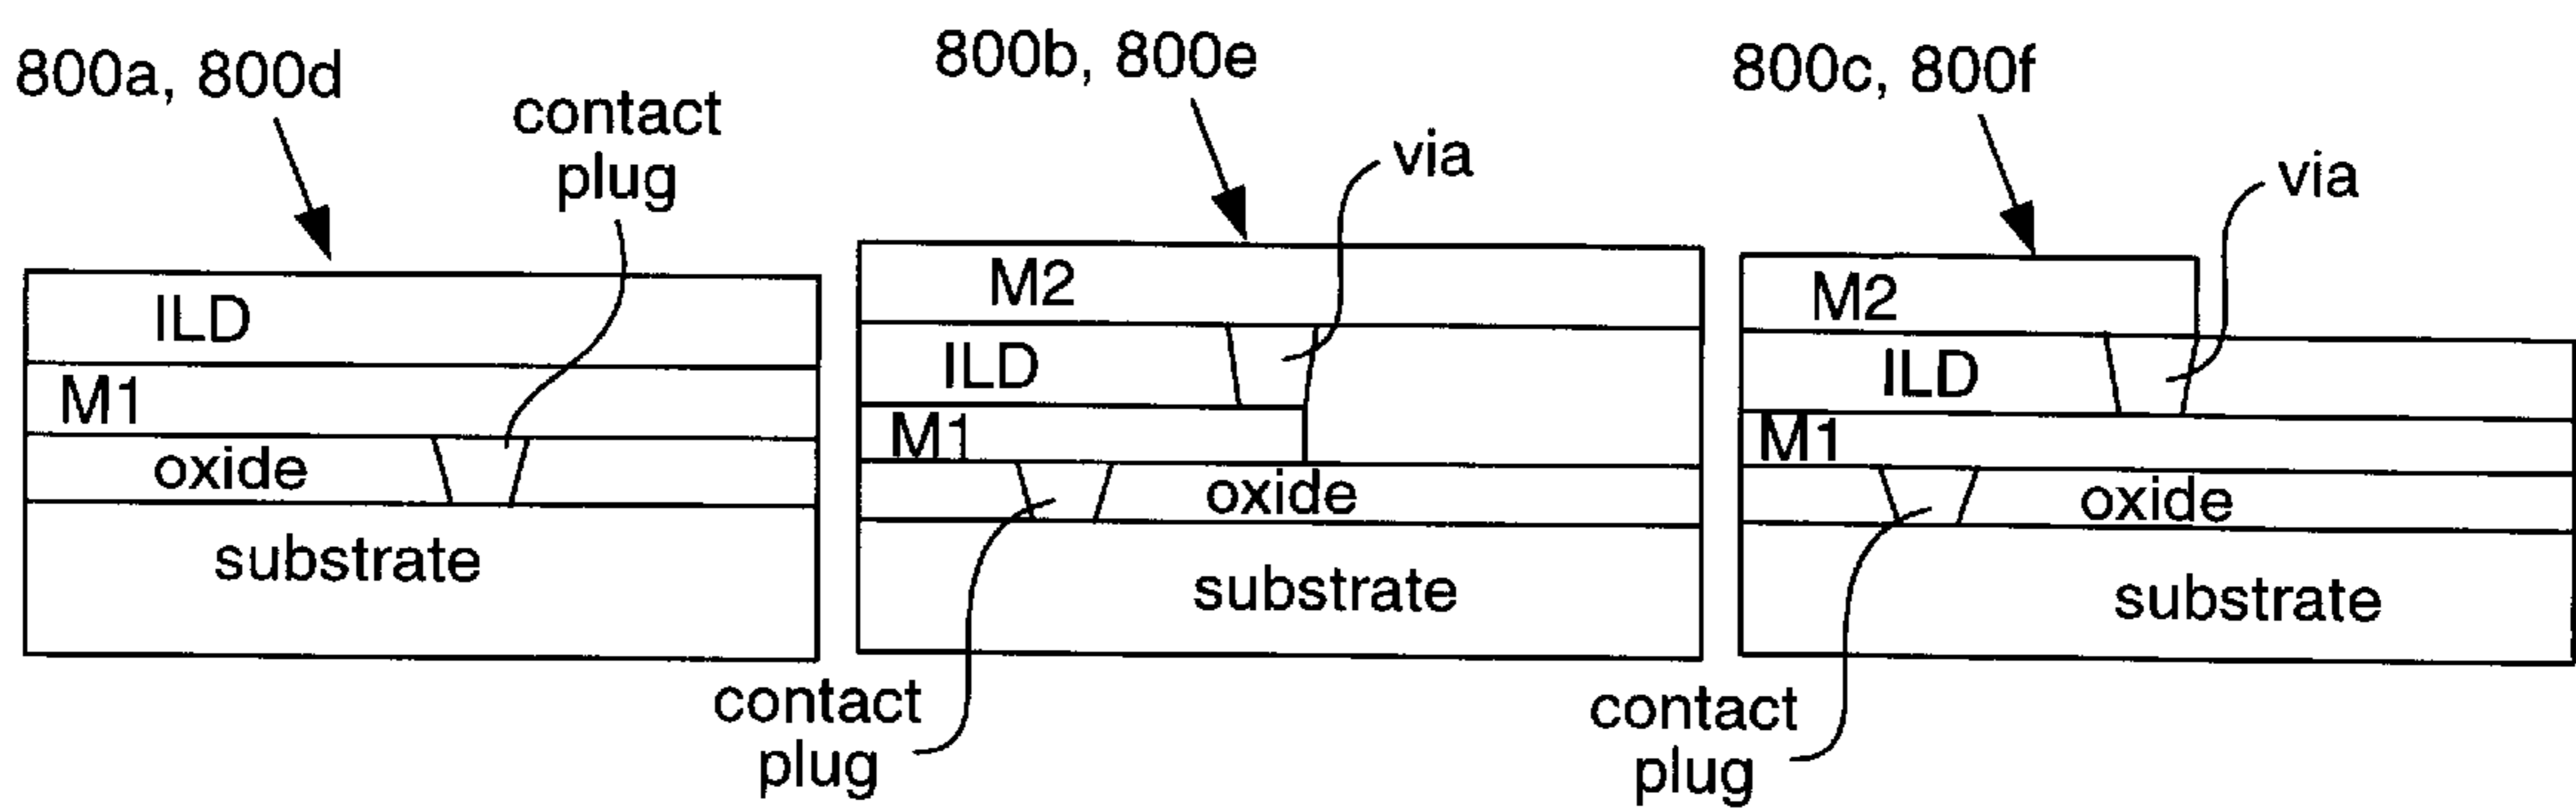 800a, 800d
contact
plug
ILD
M1
oxide
substrate
800b, 800e
via
M2
ILD
M1
oxide
substrate
contact
plug
800c, 800f
via
M2
ILD
M1
oxide
substrate
contact
plug